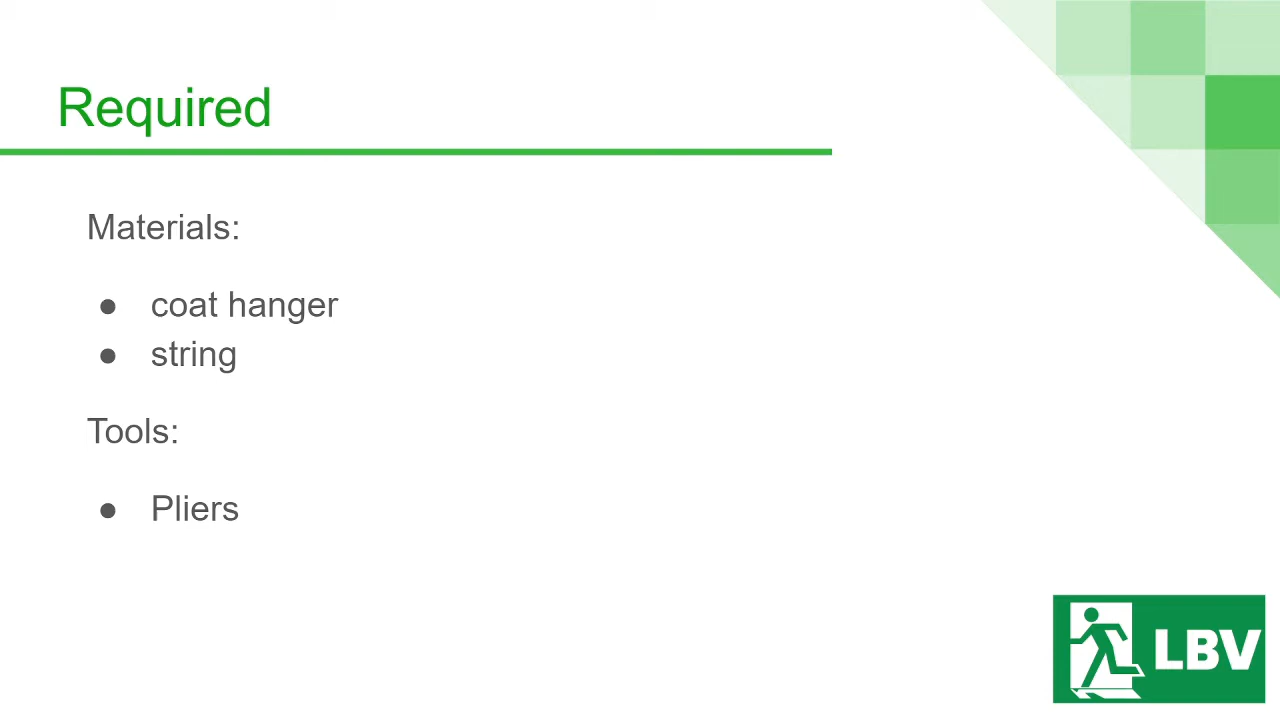 Required
Materials:
● coat hanger
● string
Tools:
● Pliers
LBV